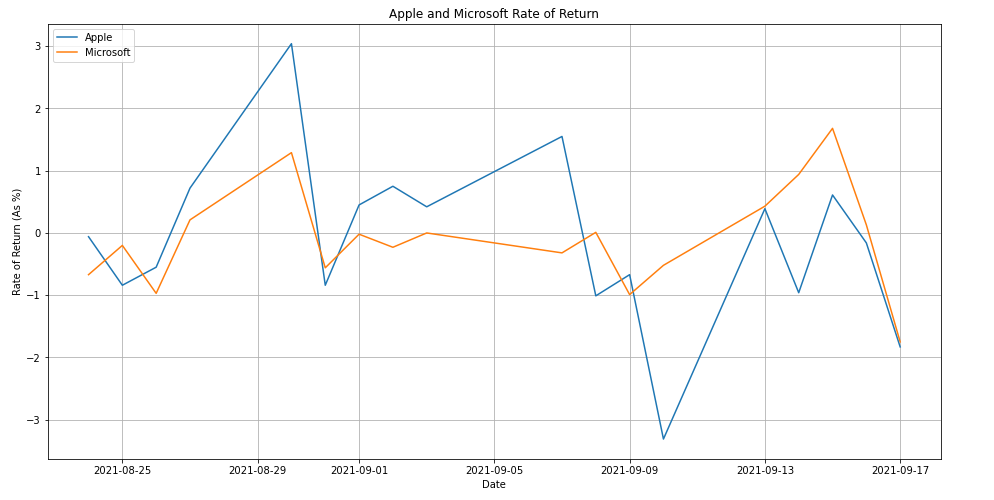 Apple and Microsoft Rate of Return
Apple
Microsoft
3
2
1
0
−1
−2
−3
Rate of Return (As %)
2021-08-25 2021-08-29 2021-09-01 2021-09-05 2021-09-09 2021-09-13 2021-09-17
Date